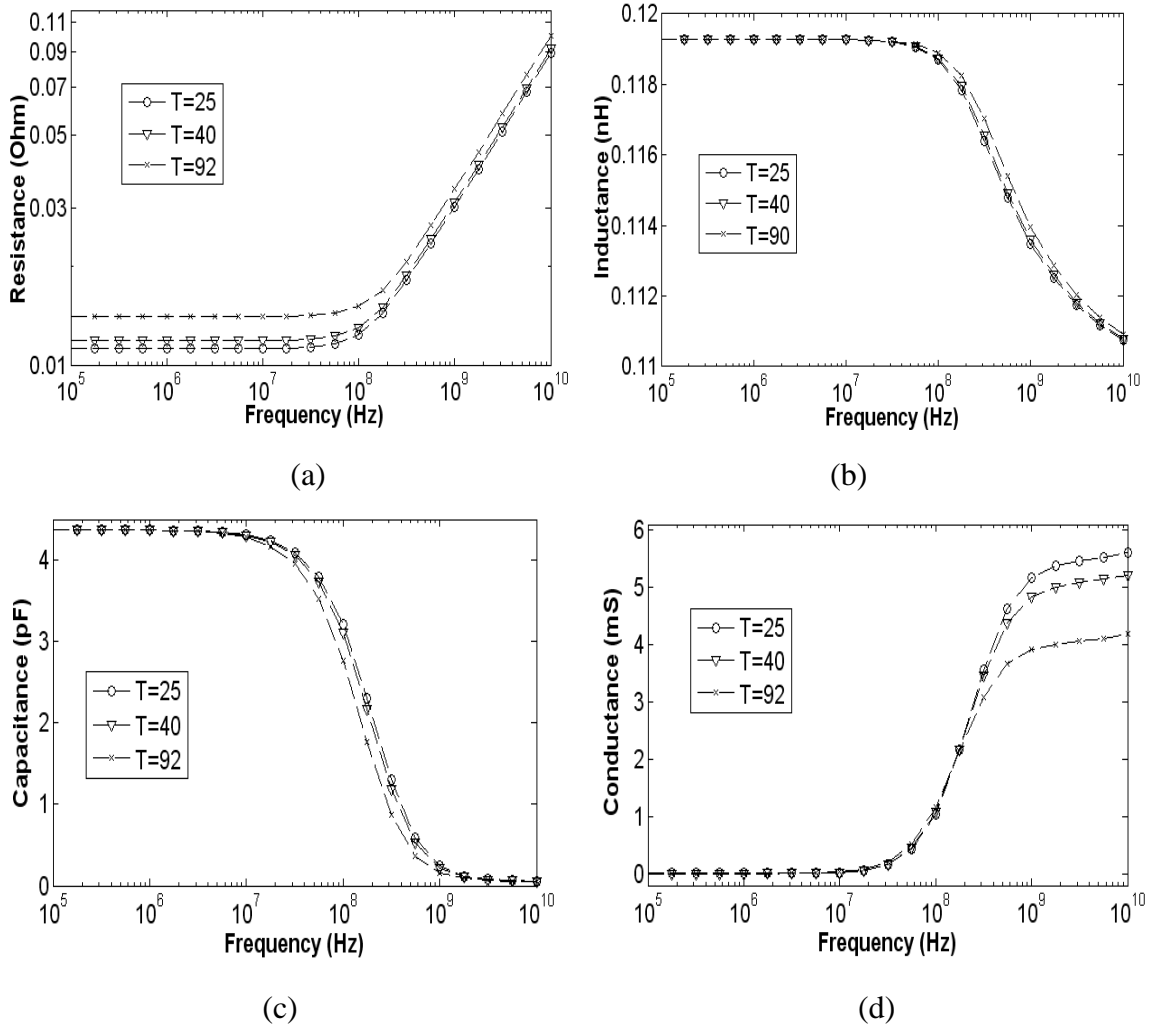 0.11
0.09
0.07
0.05
0.03
0.01
Resistance (Ohm)
T=25
T=40
T=92
10^5 10^6 10^7 10^8 10^9 10^10
Frequency (Hz)
(a)
0.12
0.118
0.116
0.114
0.112
0.11
Inductance (nH)
T=25
T=40
T=90
10^5 10^6 10^7 10^8 10^9 10^10
Frequency (Hz)
(b)
4
3
2
1
0
Capacitance (pF)
T=25
T=40
T=92
10^5 10^6 10^7 10^8 10^9 10^10
Frequency (Hz)
(c)
6
5
4
3
2
1
0
Conductance (mS)
T=25
T=40
T=92
10^5 10^6 10^7 10^8 10^9 10^10
Frequency (Hz)
(d)